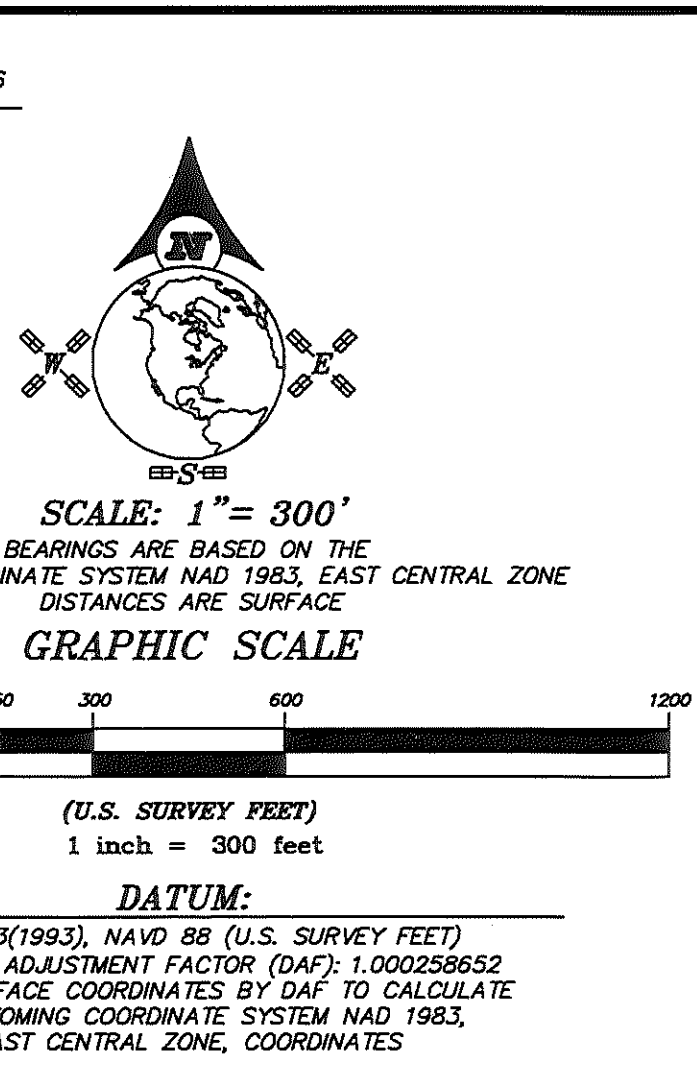 N
W E
S
SCALE: 1"= 300'
BEARINGS ARE BASED ON THE
INATE SYSTEM NAD 1983, EAST CENTRAL ZONE
DISTANCES ARE SURFACE
GRAPHIC SCALE
300 600 1200
(U.S. SURVEY FEET)
1 inch = 300 feet
DATUM:
3(1993), NAVD 88 (U.S. SURVEY FEET)
ADJUSTMENT FACTOR (DAF): 1.000258652
FACE COORDINATES BY DAF TO CALCULATE
OMING COORDINATE SYSTEM NAD 1983,
AST CENTRAL ZONE, COORDINATES